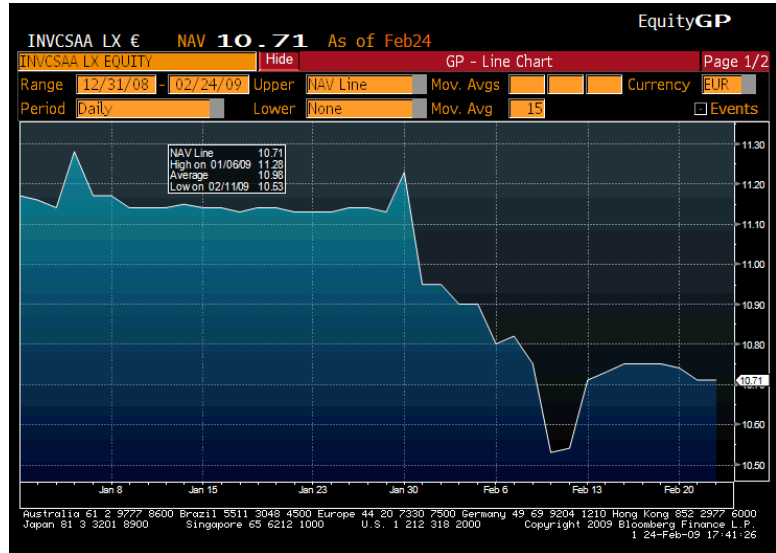 EquityGP
INVCSAA LX € NAV 10.71 As of Feb24
INVCSAA LX EQUITY Hide GP - Line Chart Page 1/2
Range 12/31/08 - 02/24/09 Upper NAV Line Mov. Avgs Currency EUR
Period Daily Lower None Mov. Avg 15 Events
NAV Line 10.71
High on 01/06/09 11.28
Average 10.98
Low on 02/11/09 10.53
11.30
11.20
11.10
11.00
10.90
10.80
10.71
10.70
10.60
10.50
Jan 8 Jan 15 Jan 23 Jan 30 Feb 6 Feb 13 Feb 20
Australia 61 2 9777 8600 Brazil 5511 3048 4500 Europe 44 20 7330 7500 Germany 49 69 9204 1210 Hong Kong 852 2977 6000
Japan 81 3 3201 8900 Singapore 65 6212 1000 U.S. 1 212 318 2000 Copyright 2009 Bloomberg Finance L.P.
1 24-Feb-09 17:41:26